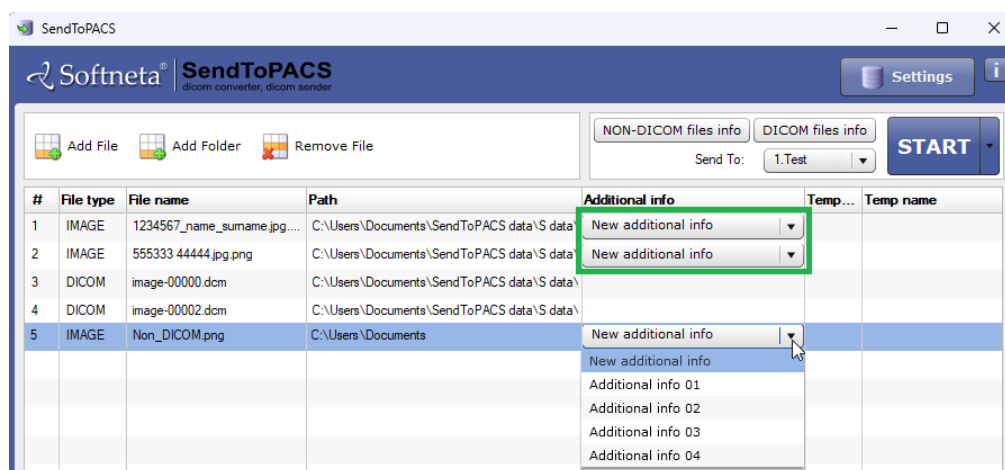 SendToPACS
Softneta® SendToPACS
dicom converter, dicom sender
Settings
i
Add File Add Folder Remove File
NON-DICOM files info DICOM files info
Send To: 1.Test
START
# File type File name Path Additional info Temp... Temp name
1 IMAGE 1234567_name_surname.jpg.... C:\Users\Documents\SendToPACS data\S data\ New additional info
2 IMAGE 555333 44444.jpg.png C:\Users\Documents\SendToPACS data\S data\ New additional info
3 DICOM image-00000.dcm C:\Users\Documents\SendToPACS data\S data\
4 DICOM image-00002.dcm C:\Users\Documents\SendToPACS data\S data\
5 IMAGE Non_DICOM.png C:\Users\Documents New additional info
New additional info
Additional info 01
Additional info 02
Additional info 03
Additional info 04